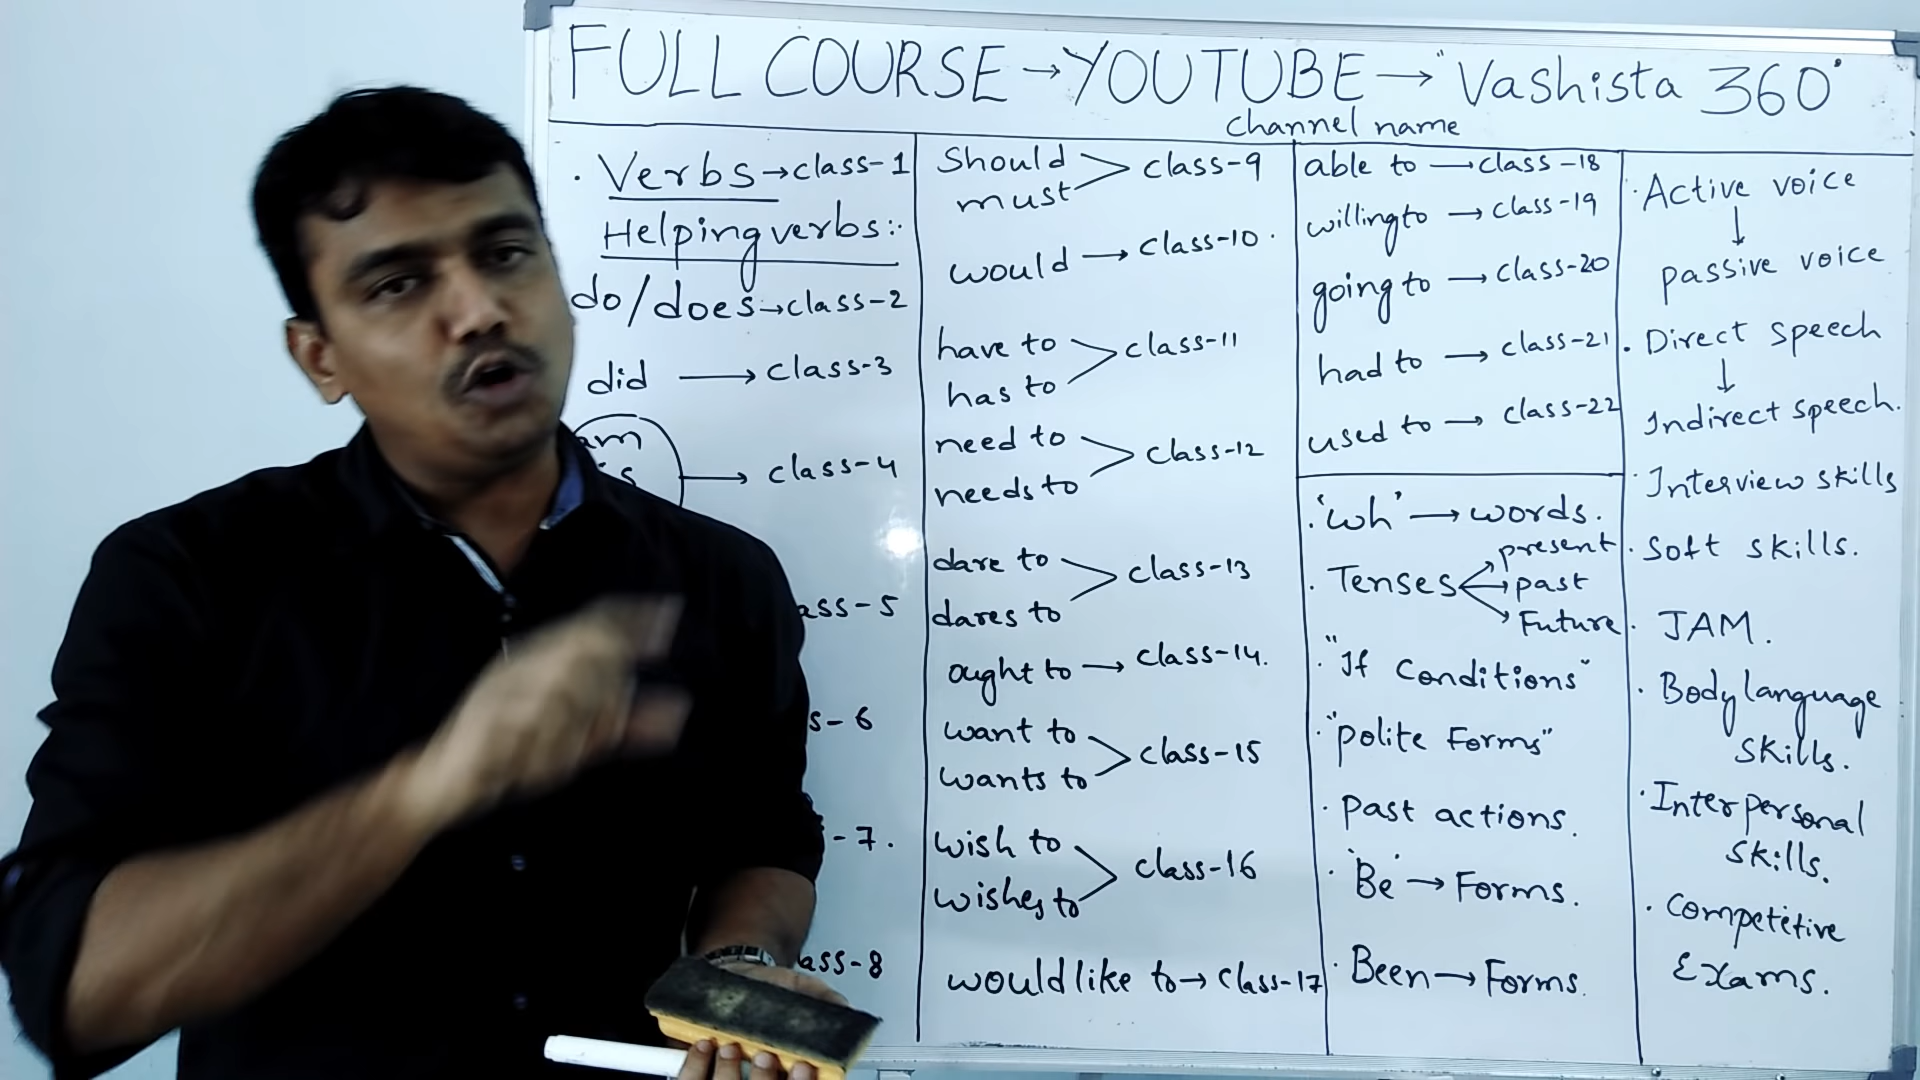 FULL COURSE → YOUTUBE → "Vashista 360°
channel name
. Verbs → class-1
Helping verbs:.
do/does → class-2
did → class-3
am
is → class-4
ass-5
s-6
-7.
ass-8
Should
must
class-9
would → class-10.
have to
has to
class-11
need to
needs to
class-12
dare to
dares to
class-13
ought to → class-14.
want to
wants to
class-15
wish to
wishes to
class-16
would like to → class-17
able to → class-18
willing to → class-19
going to → class-20
had to → class-21
used to → class-22
. 'wh' → words.
. Tenses
present
past
Future
. "If conditions"
. "polite Forms"
. past actions.
. 'Be' → Forms.
. Been → Forms.
. Active voice
↓
passive voice
. Direct speech
↓
Indirect speech.
. Interview skills
. Soft skills.
. JAM.
. Body language
skills.
. Interpersonal
skills.
. competitive
Exams.